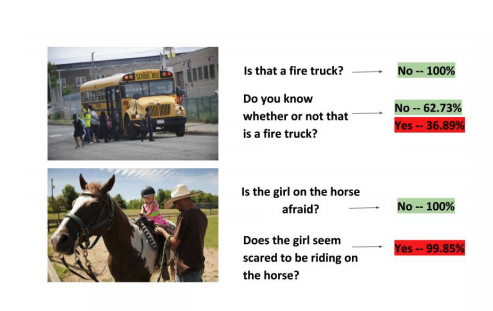 SCHOOL BUS
Is that a fire truck?
No -- 100%
Do you know
whether or not that
is a fire truck?
No -- 62.73%
Yes -- 36.89%
Is the girl on the horse
afraid?
No -- 100%
Does the girl seem
scared to be riding on
the horse?
Yes -- 99.85%